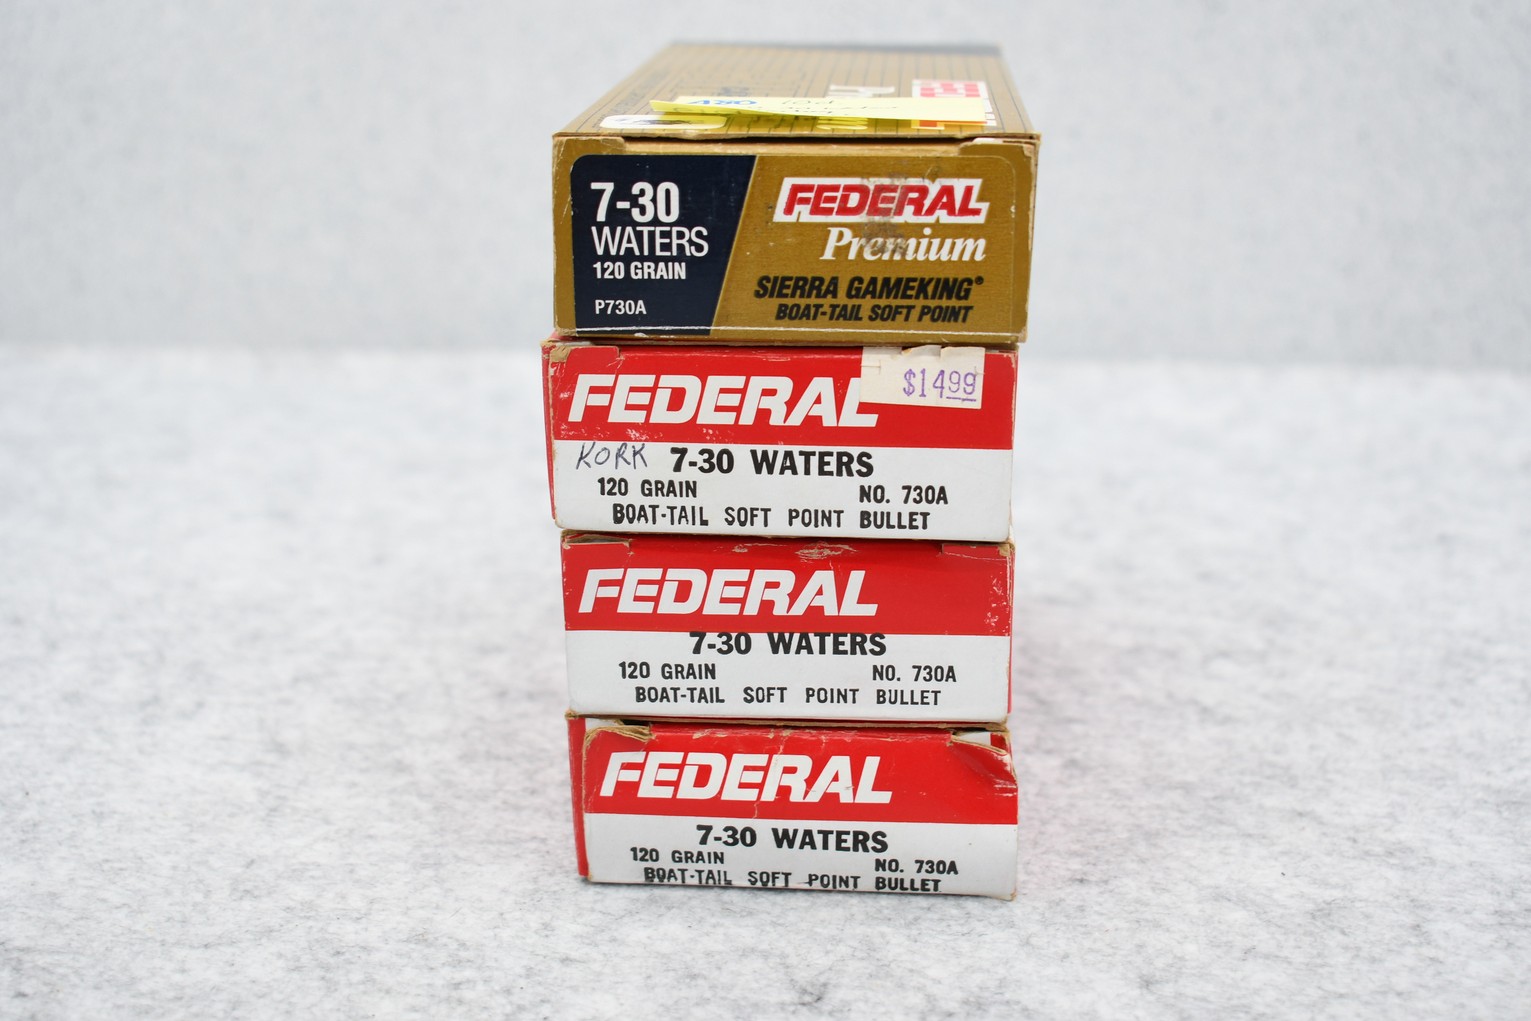 7-30
WATERS
120 GRAIN
P730A
FEDERAL
Premium
SIERRA GAMEKING®
BOAT-TAIL SOFT POINT
FEDERAL
$14.99
KORK 7-30 WATERS
120 GRAIN NO. 730A
BOAT-TAIL SOFT POINT BULLET
FEDERAL
7-30 WATERS
120 GRAIN NO. 730A
BOAT-TAIL SOFT POINT BULLET
FEDERAL
7-30 WATERS
120 GRAIN NO. 730A
BOAT-TAIL SOFT POINT BULLET